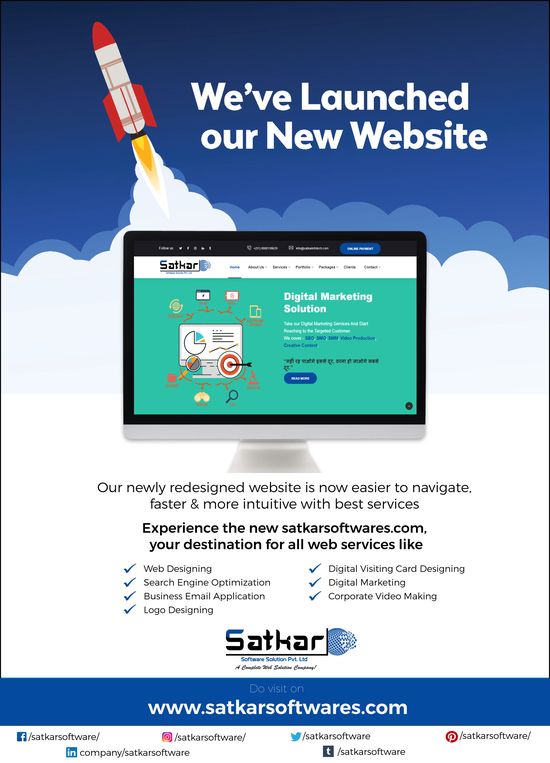 We've Launched
our New Website
Follow us
ONLINE PAYMENT
Satkar
Home About Us Services Portfolio Packages Clients Contact
Digital Marketing
Solution
Take our Digital Marketing Services And Start
Reaching to the Targeted Customer.
We cover - SEO SMO SMM Video Production
Creative Content
READ MORE
Our newly redesigned website is now easier to navigate,
faster & more intuitive with best services
Experience the new satkarsoftwares.com,
your destination for all web services like
Web Designing
Search Engine Optimization
Business Email Application
Logo Designing
Digital Visiting Card Designing
Digital Marketing
Corporate Video Making
Satkar
Software Solution Pvt. Ltd
A Complete Web Solution Company!
Do visit on
www.satkarsoftwares.com
/satkarsoftware/ /satkarsoftware/ /satkarsoftware /satkarsoftware/
company/satkarsoftware /satkarsoftware